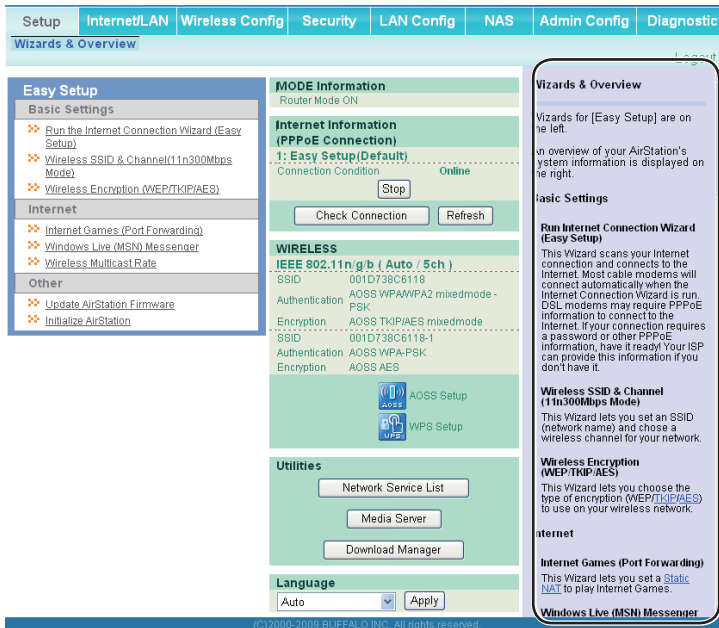 Setup
Internet/LAN
Wireless Config
Security
LAN Config
NAS
Admin Config
Diagnostic
Wizards & Overview
Logout
Easy Setup
Basic Settings
Run the Internet Connection Wizard (Easy
Setup)
Wireless SSID & Channel(11n300Mbps
Mode)
Wireless Encryption (WEP/TKIP/AES)
Internet
Internet Games (Port Forwarding)
Windows Live (MSN) Messenger
Wireless Multicast Rate
Other
Update AirStation Firmware
Initialize AirStation
MODE Information
Router Mode ON
Internet Information
(PPPoE Connection)
1: Easy Setup(Default)
Connection Condition Online
Stop
Check Connection Refresh
WIRELESS
IEEE 802.11n/g/b ( Auto / 5ch )
SSID 001D738C6118
Authentication AOSS WPA/WPA2 mixedmode -
PSK
Encryption AOSS TKIP/AES mixedmode
SSID 001D738C6118-1
Authentication AOSS WPA-PSK
Encryption AOSS AES
AOSS AOSS Setup
WPS WPS Setup
Utilities
Network Service List
Media Server
Download Manager
Language
Auto Apply
(C)2000-2009 BUFFALO INC. All rights reserved.
Wizards & Overview
Wizards for [Easy Setup] are on
he left.
An overview of your AirStation's
ystem information is displayed on
he right.
Basic Settings
Run Internet Connection Wizard
(Easy Setup)
This Wizard scans your Internet
connection and connects to the
Internet. Most cable modems will
connect automatically when the
Internet Connection Wizard is run.
DSL modems may require PPPoE
information to connect to the
Internet. If your connection requires
a password or other PPPoE
information, have it ready! Your ISP
can provide this information if you
don't have it.
Wireless SSID & Channel
(11n300Mbps Mode)
This Wizard lets you set an SSID
(network name) and chose a
wireless channel for your network.
Wireless Encryption
(WEP/TKIP/AES)
This Wizard lets you choose the
type of encryption (WEP/TKIP/AES)
to use on your wireless network.
nternet
Internet Games (Port Forwarding)
This Wizard lets you set a Static
NAT to play Internet Games.
Windows Live (MSN) Messenger